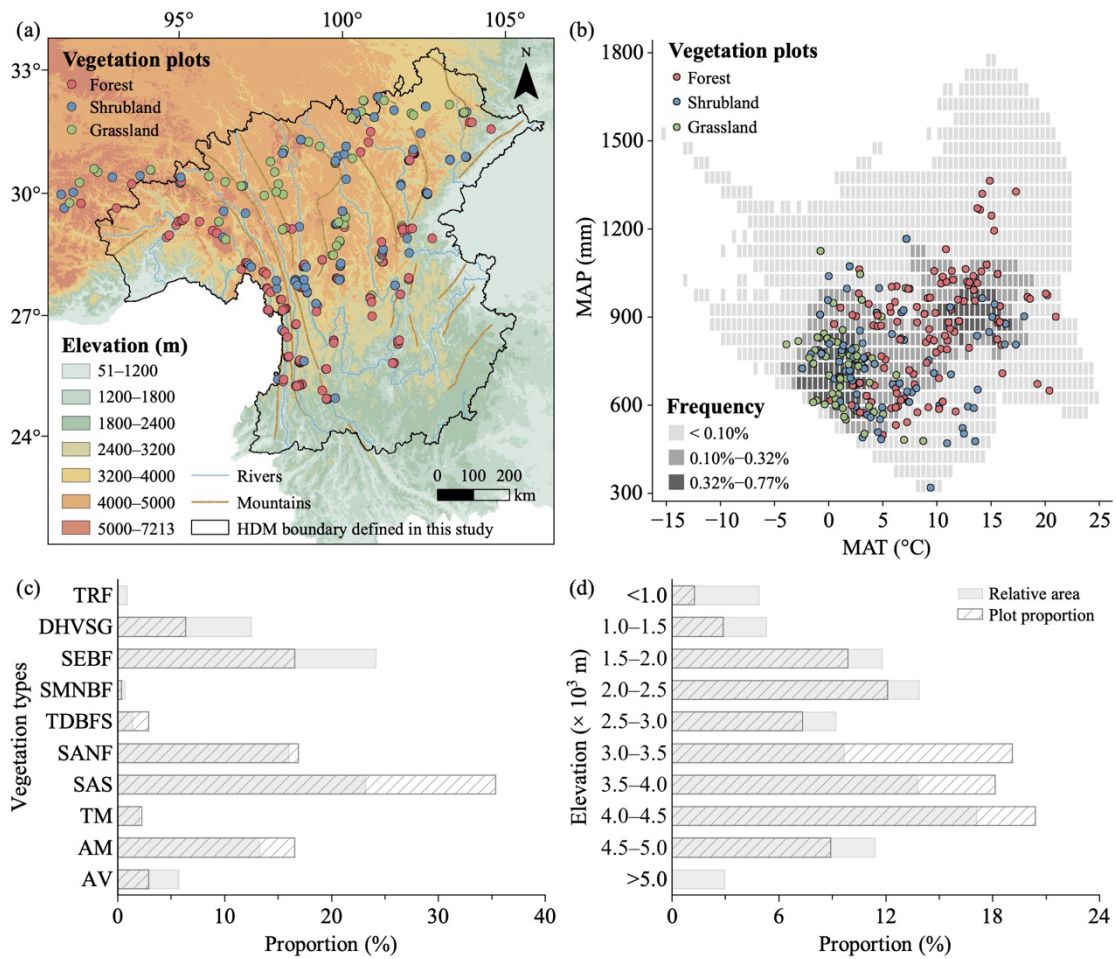 (a)
95° 100° 105°
33°
30°
27°
24°
N
Vegetation plots
Forest
Shrubland
Grassland
Elevation (m)
51–1200
1200–1800
1800–2400
2400–3200
3200–4000
4000–5000
5000–7213
Rivers
Mountains
HDM boundary defined in this study
0 100 200
km
(b)
MAP (mm)
1800
1500
1200
900
600
300
Vegetation plots
Forest
Shrubland
Grassland
Frequency
< 0.10%
0.10%–0.32%
0.32%–0.77%
−15 −10 −5 0 5 10 15 20 25
MAT (°C)
(c)
Vegetation types
TRF
DHVSG
SEBF
SMNBF
TDBFS
SANF
SAS
TM
AM
AV
0 10 20 30 40
Proportion (%)
(d)
Elevation (× 10³ m)
<1.0
1.0–1.5
1.5–2.0
2.0–2.5
2.5–3.0
3.0–3.5
3.5–4.0
4.0–4.5
4.5–5.0
>5.0
Relative area
Plot proportion
0 6 12 18 24
Proportion (%)